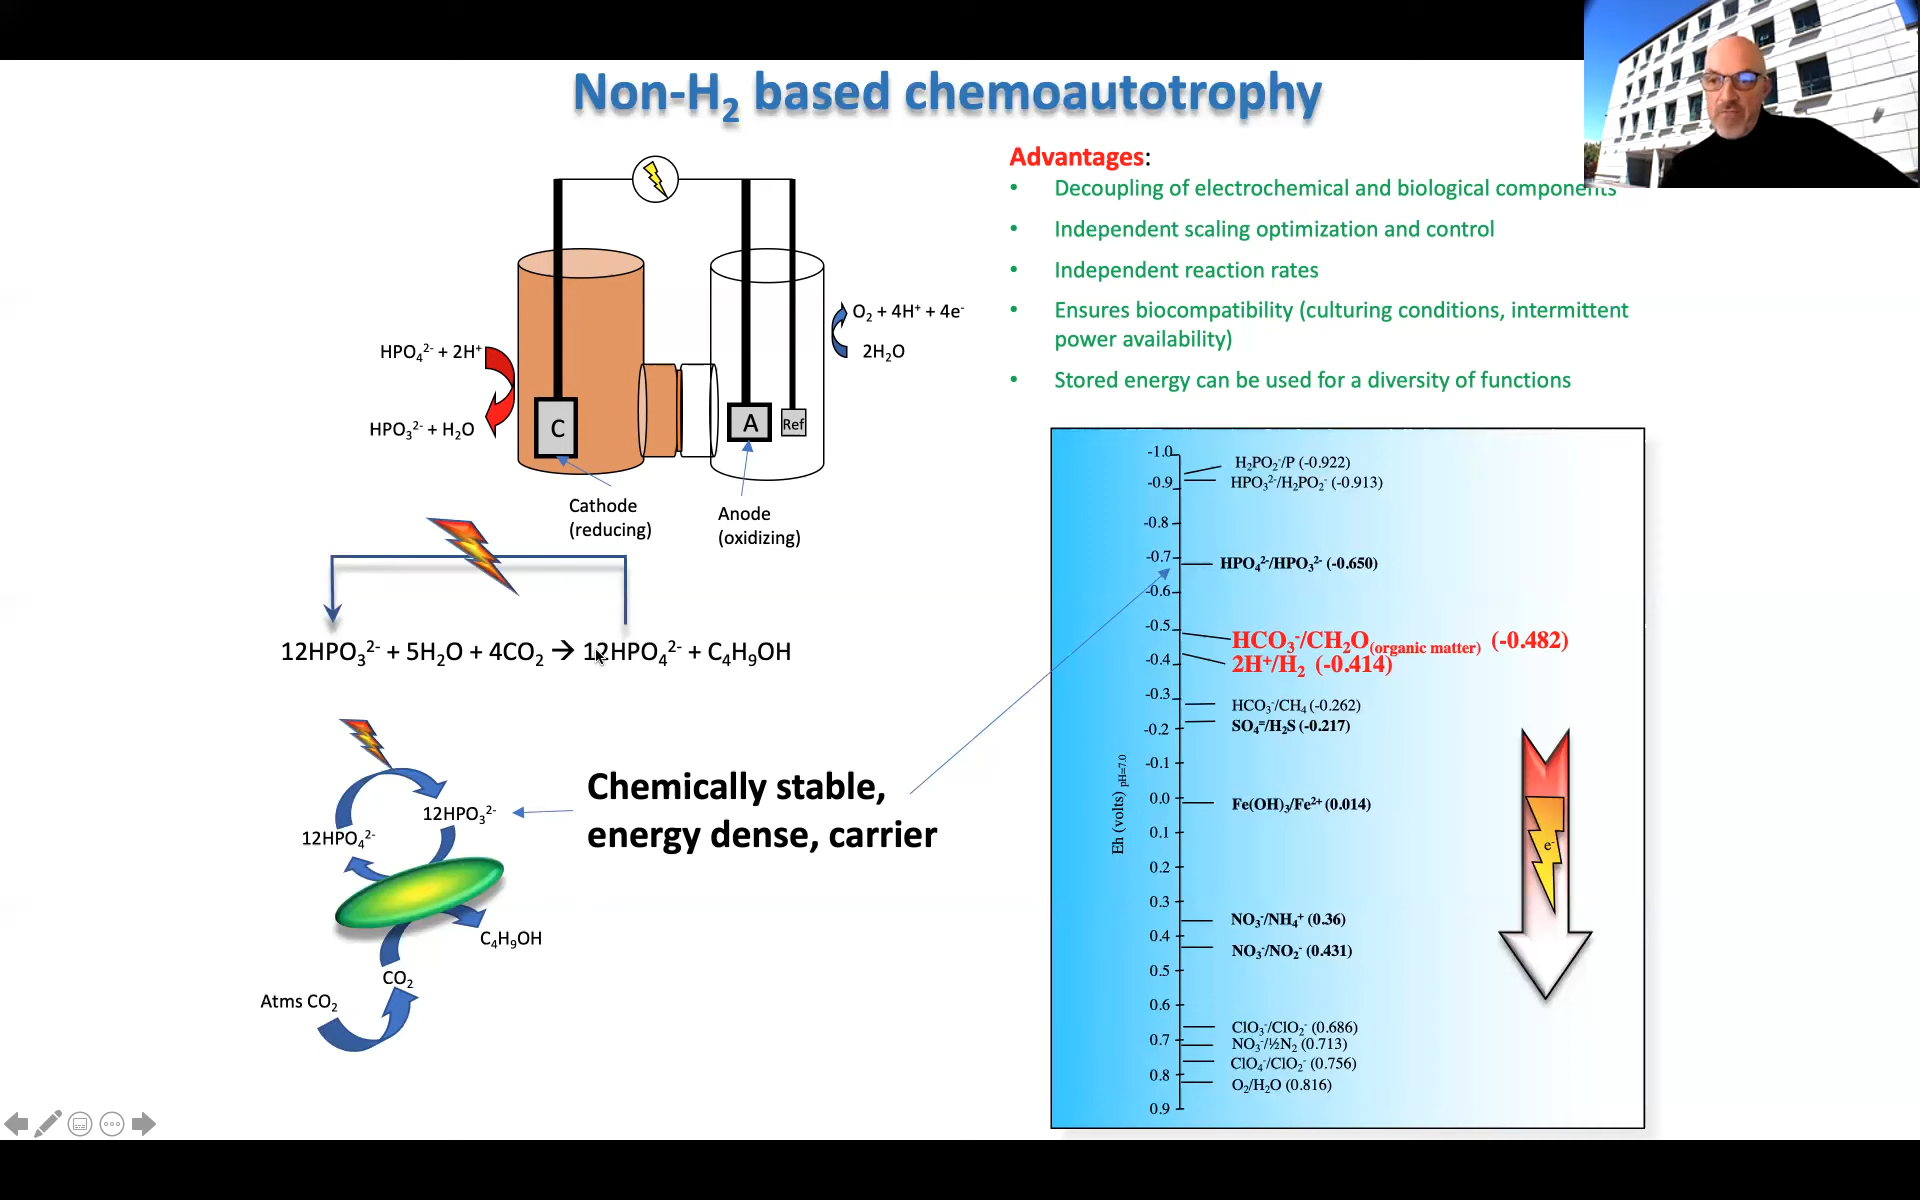 Non-H₂ based chemoautotrophy
Advantages:
• Decoupling of electrochemical and biological components
• Independent scaling optimization and control
• Independent reaction rates
• Ensures biocompatibility (culturing conditions, intermittent
power availability)
• Stored energy can be used for a diversity of functions
HPO₄²⁻ + 2H⁺
HPO₃²⁻ + H₂O
C
A
Ref
O₂ + 4H⁺ + 4e⁻
2H₂O
Cathode
(reducing)
Anode
(oxidizing)
12HPO₃²⁻ + 5H₂O + 4CO₂ → 12HPO₄²⁻ + C₄H₉OH
12HPO₃²⁻
12HPO₄²⁻
C₄H₉OH
CO₂
Atms CO₂
Chemically stable,
energy dense, carrier
Eh (volts) pH=7.0
-1.0
-0.9
-0.8
-0.7
-0.6
-0.5
-0.4
-0.3
-0.2
-0.1
0.0
0.1
0.2
0.3
0.4
0.5
0.6
0.7
0.8
0.9
H₂PO₂⁻/P (-0.922)
HPO₃²⁻/H₂PO₂⁻ (-0.913)
HPO₄²⁻/HPO₃²⁻ (-0.650)
HCO₃⁻/CH₂O(organic matter) (-0.482)
2H⁺/H₂ (-0.414)
HCO₃⁻/CH₄ (-0.262)
SO₄⁼/H₂S (-0.217)
Fe(OH)₃/Fe²⁺ (0.014)
NO₃⁻/NH₄⁺ (0.36)
NO₃⁻/NO₂⁻ (0.431)
ClO₃⁻/ClO₂⁻ (0.686)
NO₃⁻/½N₂ (0.713)
ClO₄⁻/ClO₂⁻ (0.756)
O₂/H₂O (0.816)
e⁻